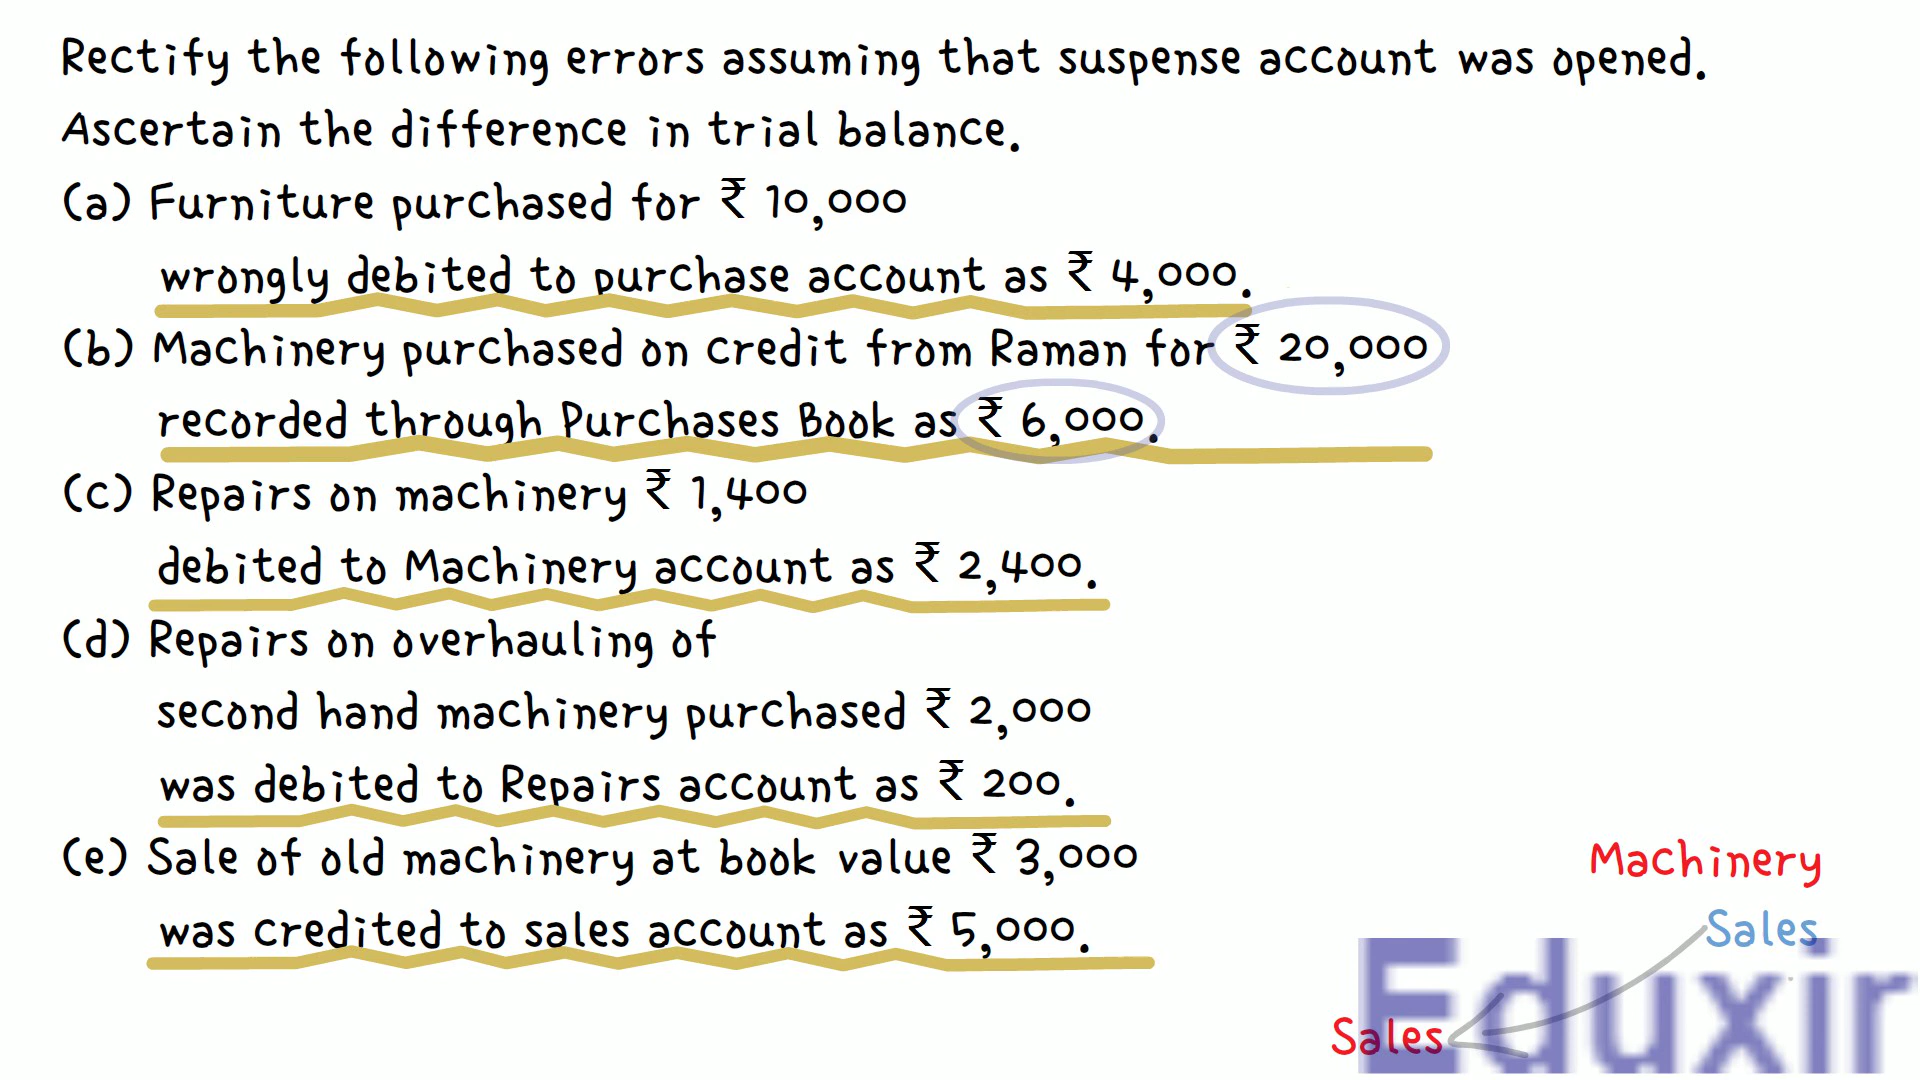 Rectify the following errors assuming that suspense account was opened.
Ascertain the difference in trial balance.
(a) Furniture purchased for ₹ 10,000
wrongly debited to purchase account as ₹ 4,000.
(b) Machinery purchased on credit from Raman for ₹ 20,000
recorded through Purchases Book as ₹ 6,000.
(c) Repairs on machinery ₹ 1,400
debited to Machinery account as ₹ 2,400.
(d) Repairs on overhauling of
second hand machinery purchased ₹ 2,000
was debited to Repairs account as ₹ 200.
(e) Sale of old machinery at book value ₹ 3,000
was credited to sales account as ₹ 5,000.
Machinery
Sales
Sales
Eduxir